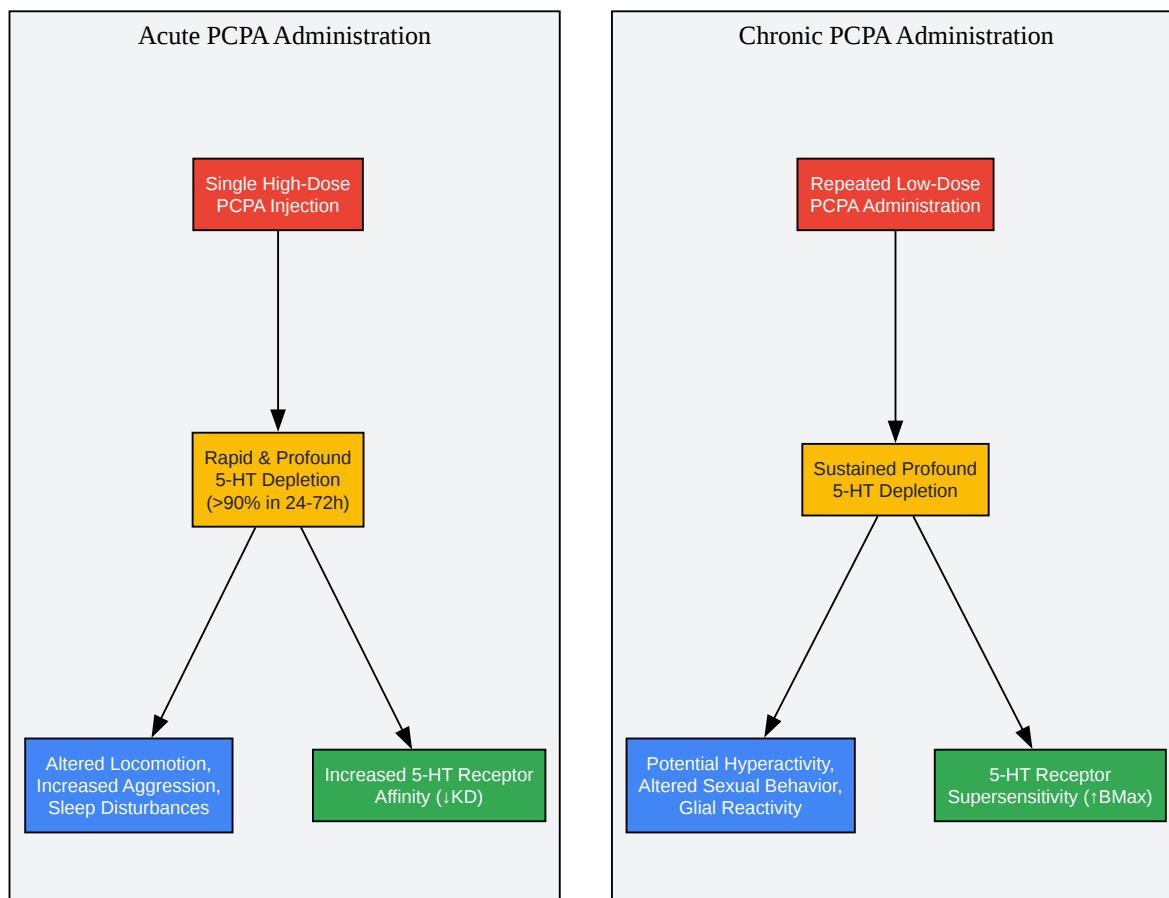 Acute PCPA Administration
Single High-Dose
PCPA Injection
Rapid & Profound
5-HT Depletion
(>90% in 24-72h)
Altered Locomotion,
Increased Aggression,
Sleep Disturbances
Increased 5-HT Receptor
Affinity (↓KD)
Chronic PCPA Administration
Repeated Low-Dose
PCPA Administration
Sustained Profound
5-HT Depletion
Potential Hyperactivity,
Altered Sexual Behavior,
Glial Reactivity
5-HT Receptor
Supersensitivity (↑BMax)